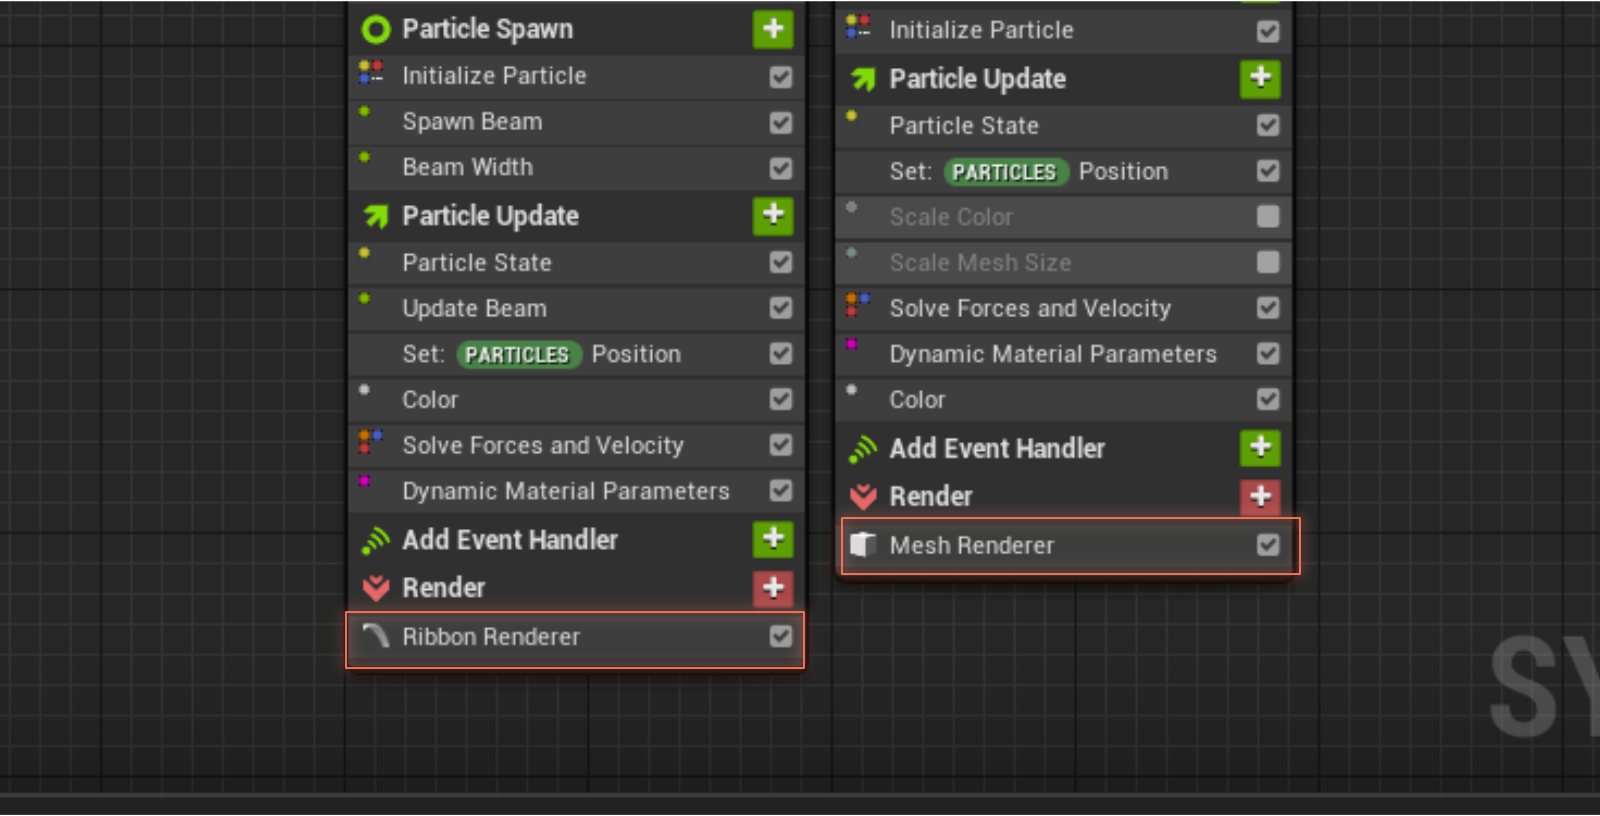 Particle Spawn
Initialize Particle
Spawn Beam
Beam Width
Particle Update
Particle State
Update Beam
Set: PARTICLES Position
Color
Solve Forces and Velocity
Dynamic Material Parameters
Add Event Handler
Render
Ribbon Renderer
Initialize Particle
Particle Update
Particle State
Set: PARTICLES Position
Scale Color
Scale Mesh Size
Solve Forces and Velocity
Dynamic Material Parameters
Color
Add Event Handler
Render
Mesh Renderer
SY